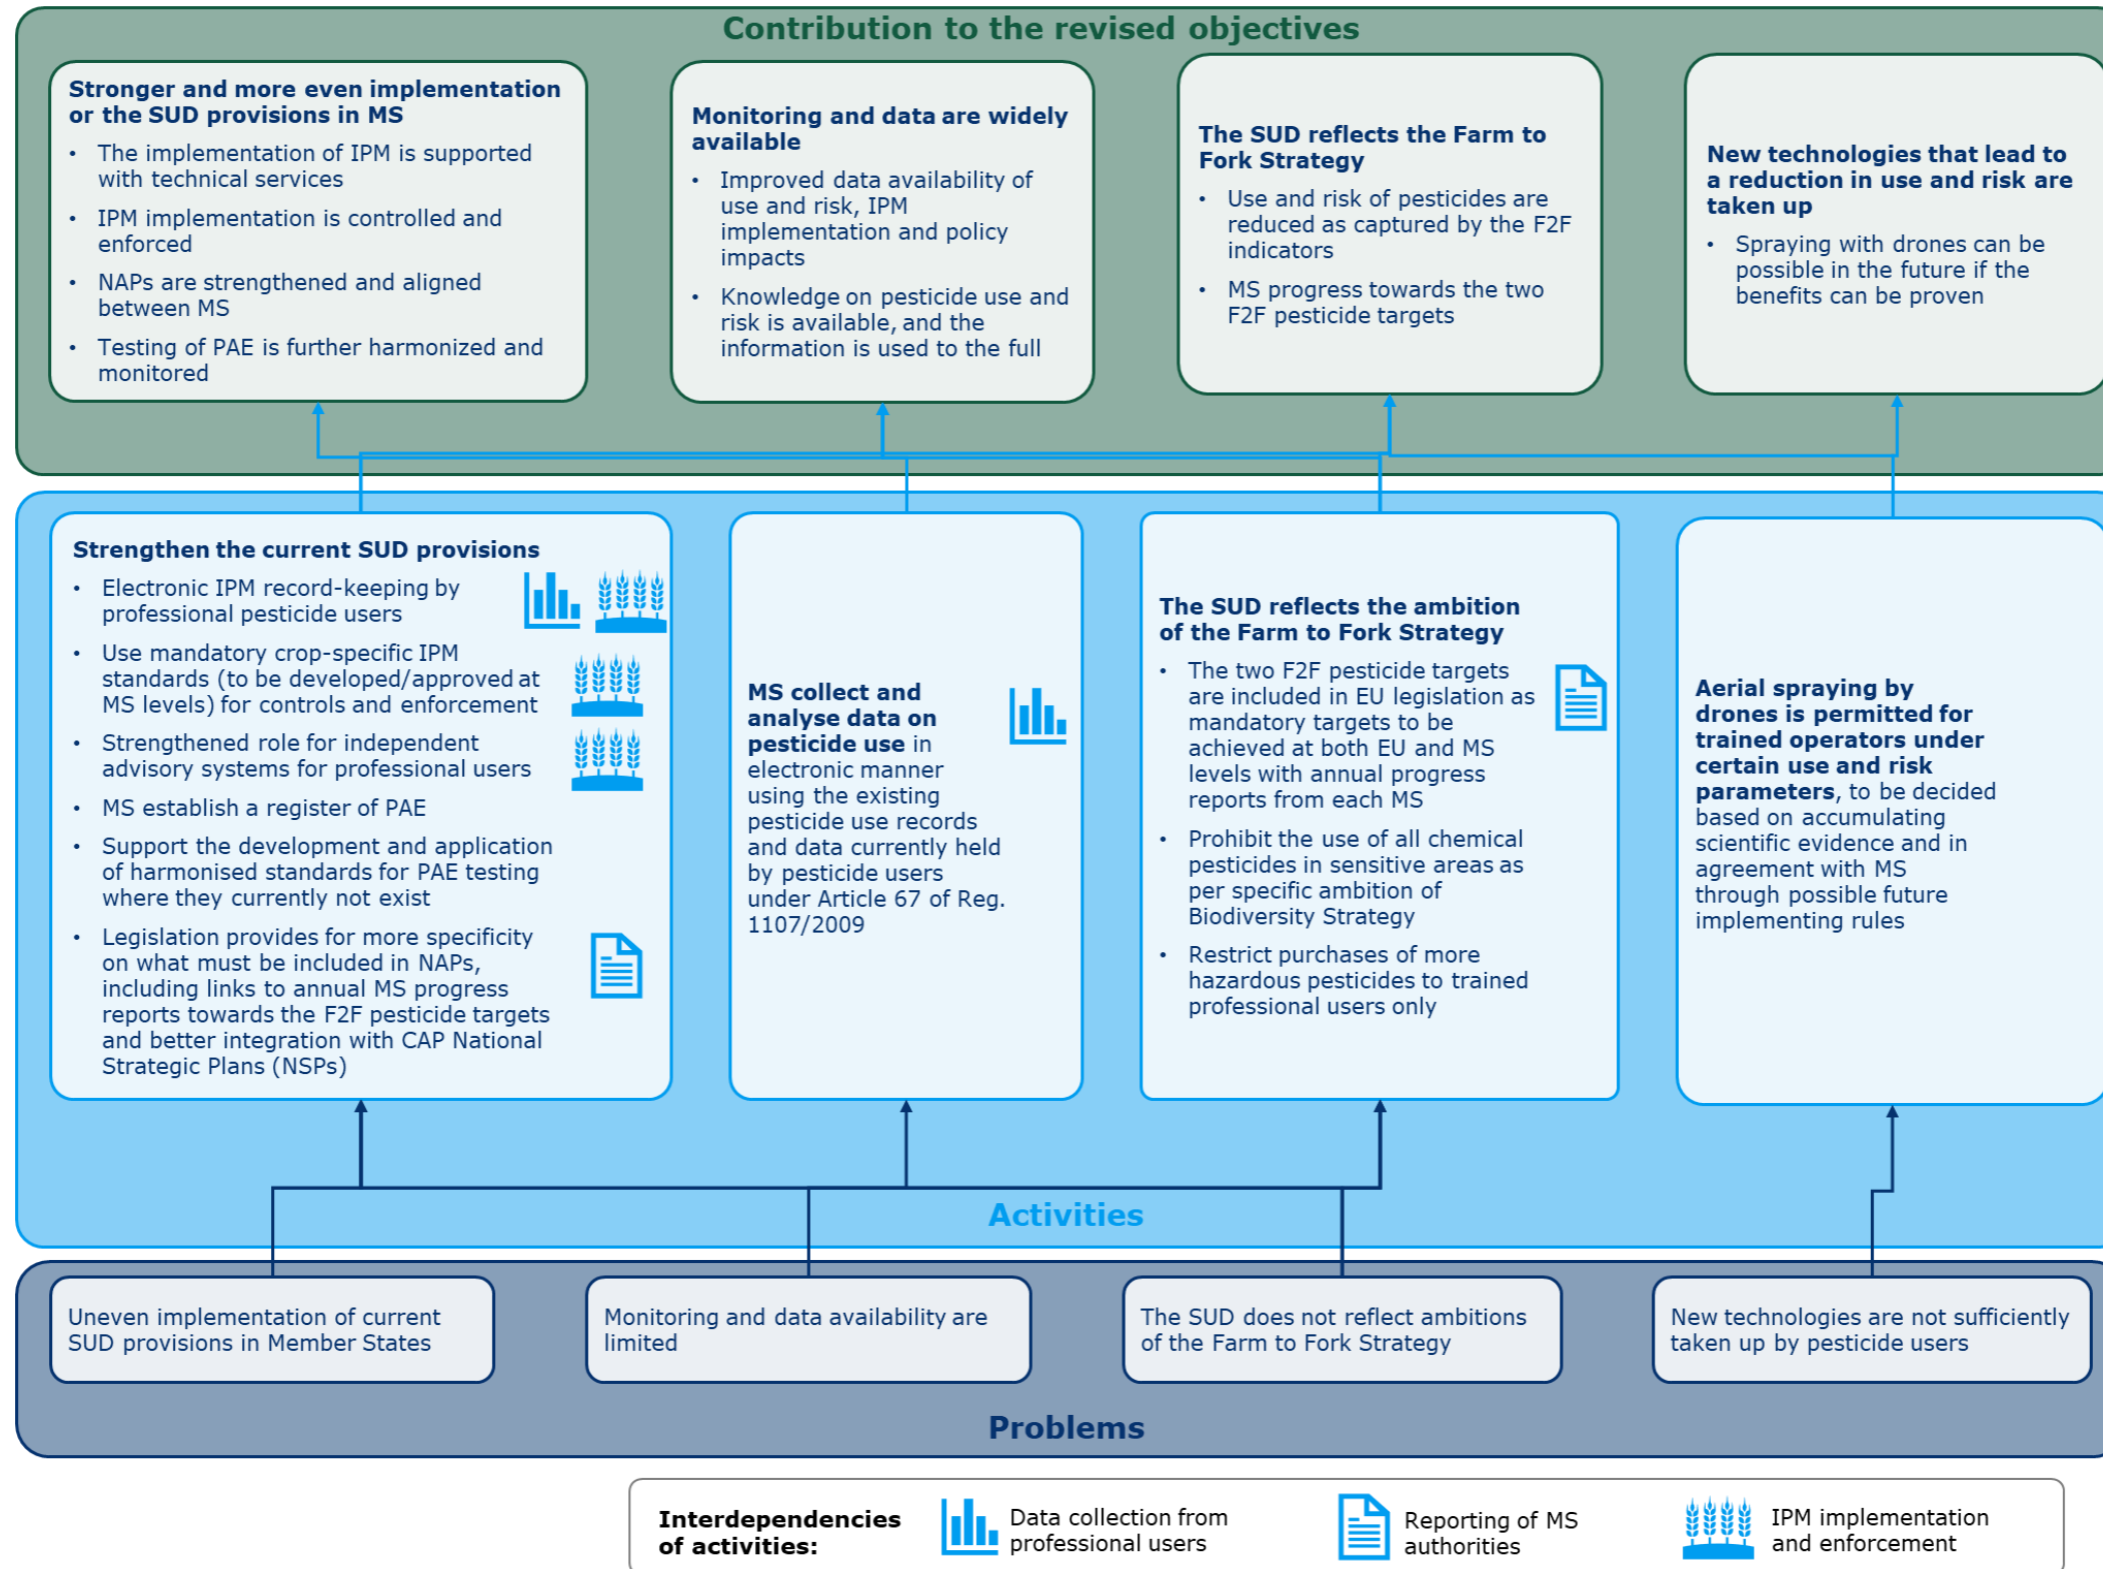 Contribution to the revised objectives
Stronger and more even implementation
or the SUD provisions in MS
• The implementation of IPM is supported
with technical services
• IPM implementation is controlled and
enforced
• NAPs are strengthened and aligned
between MS
• Testing of PAE is further harmonized and
monitored
Monitoring and data are widely
available
• Improved data availability of
use and risk, IPM
implementation and policy
impacts
• Knowledge on pesticide use and
risk is available, and the
information is used to the full
The SUD reflects the Farm to
Fork Strategy
• Use and risk of pesticides are
reduced as captured by the F2F
indicators
• MS progress towards the two
F2F pesticide targets
New technologies that lead to
a reduction in use and risk are
taken up
• Spraying with drones can be
possible in the future if the
benefits can be proven
Strengthen the current SUD provisions
• Electronic IPM record-keeping by
professional pesticide users
• Use mandatory crop-specific IPM
standards (to be developed/approved at
MS levels) for controls and enforcement
• Strengthened role for independent
advisory systems for professional users
• MS establish a register of PAE
• Support the development and application
of harmonised standards for PAE testing
where they currently not exist
• Legislation provides for more specificity
on what must be included in NAPs,
including links to annual MS progress
reports towards the F2F pesticide targets
and better integration with CAP National
Strategic Plans (NSPs)
MS collect and
analyse data on
pesticide use in
electronic manner
using the existing
pesticide use records
and data currently held
by pesticide users
under Article 67 of Reg.
1107/2009
The SUD reflects the ambition
of the Farm to Fork Strategy
• The two F2F pesticide targets
are included in EU legislation as
mandatory targets to be
achieved at both EU and MS
levels with annual progress
reports from each MS
• Prohibit the use of all chemical
pesticides in sensitive areas as
per specific ambition of
Biodiversity Strategy
• Restrict purchases of more
hazardous pesticides to trained
professional users only
Aerial spraying by
drones is permitted for
trained operators under
certain use and risk
parameters, to be decided
based on accumulating
scientific evidence and in
agreement with MS
through possible future
implementing rules
Activities
Uneven implementation of current
SUD provisions in Member States
Monitoring and data availability are
limited
The SUD does not reflect ambitions
of the Farm to Fork Strategy
New technologies are not sufficiently
taken up by pesticide users
Problems
Interdependencies
of activities:
Data collection from
professional users
Reporting of MS
authorities
IPM implementation
and enforcement